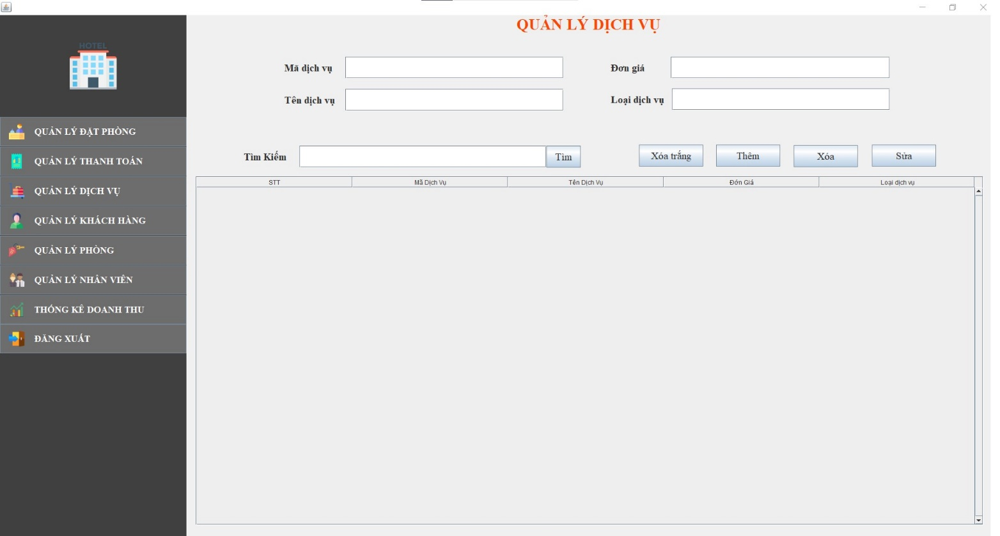 QUẢN LÝ DỊCH VỤ
HOTEL
Mã dịch vụ
Đơn giá
Tên dịch vụ
Loại dịch vụ
QUẢN LÝ ĐẶT PHÒNG
QUẢN LÝ THANH TOÁN
QUẢN LÝ DỊCH VỤ
QUẢN LÝ KHÁCH HÀNG
QUẢN LÝ PHÒNG
QUẢN LÝ NHÂN VIÊN
THỐNG KÊ DOANH THU
ĐĂNG XUẤT
Tìm Kiếm
Tìm
Xóa trắng
Thêm
Xóa
Sửa
STT
Mã Dịch Vụ
Tên Dịch Vụ
Đớn Giá
Loại dịch vụ